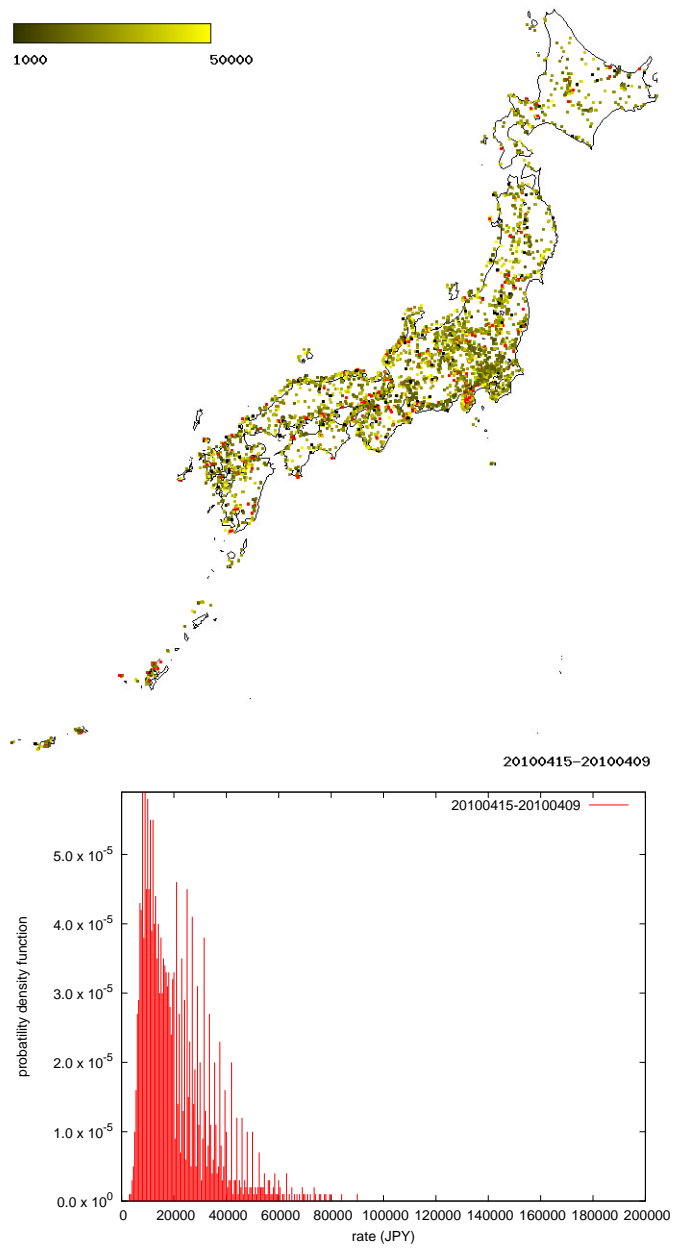 1000 50000
20100415-20100409
20100415-20100409
5.0 x 10^-5
4.0 x 10^-5
3.0 x 10^-5
2.0 x 10^-5
1.0 x 10^-5
0.0 x 10^0
probatility density function
0 20000 40000 60000 80000 100000 120000 140000 160000 180000 200000
rate (JPY)